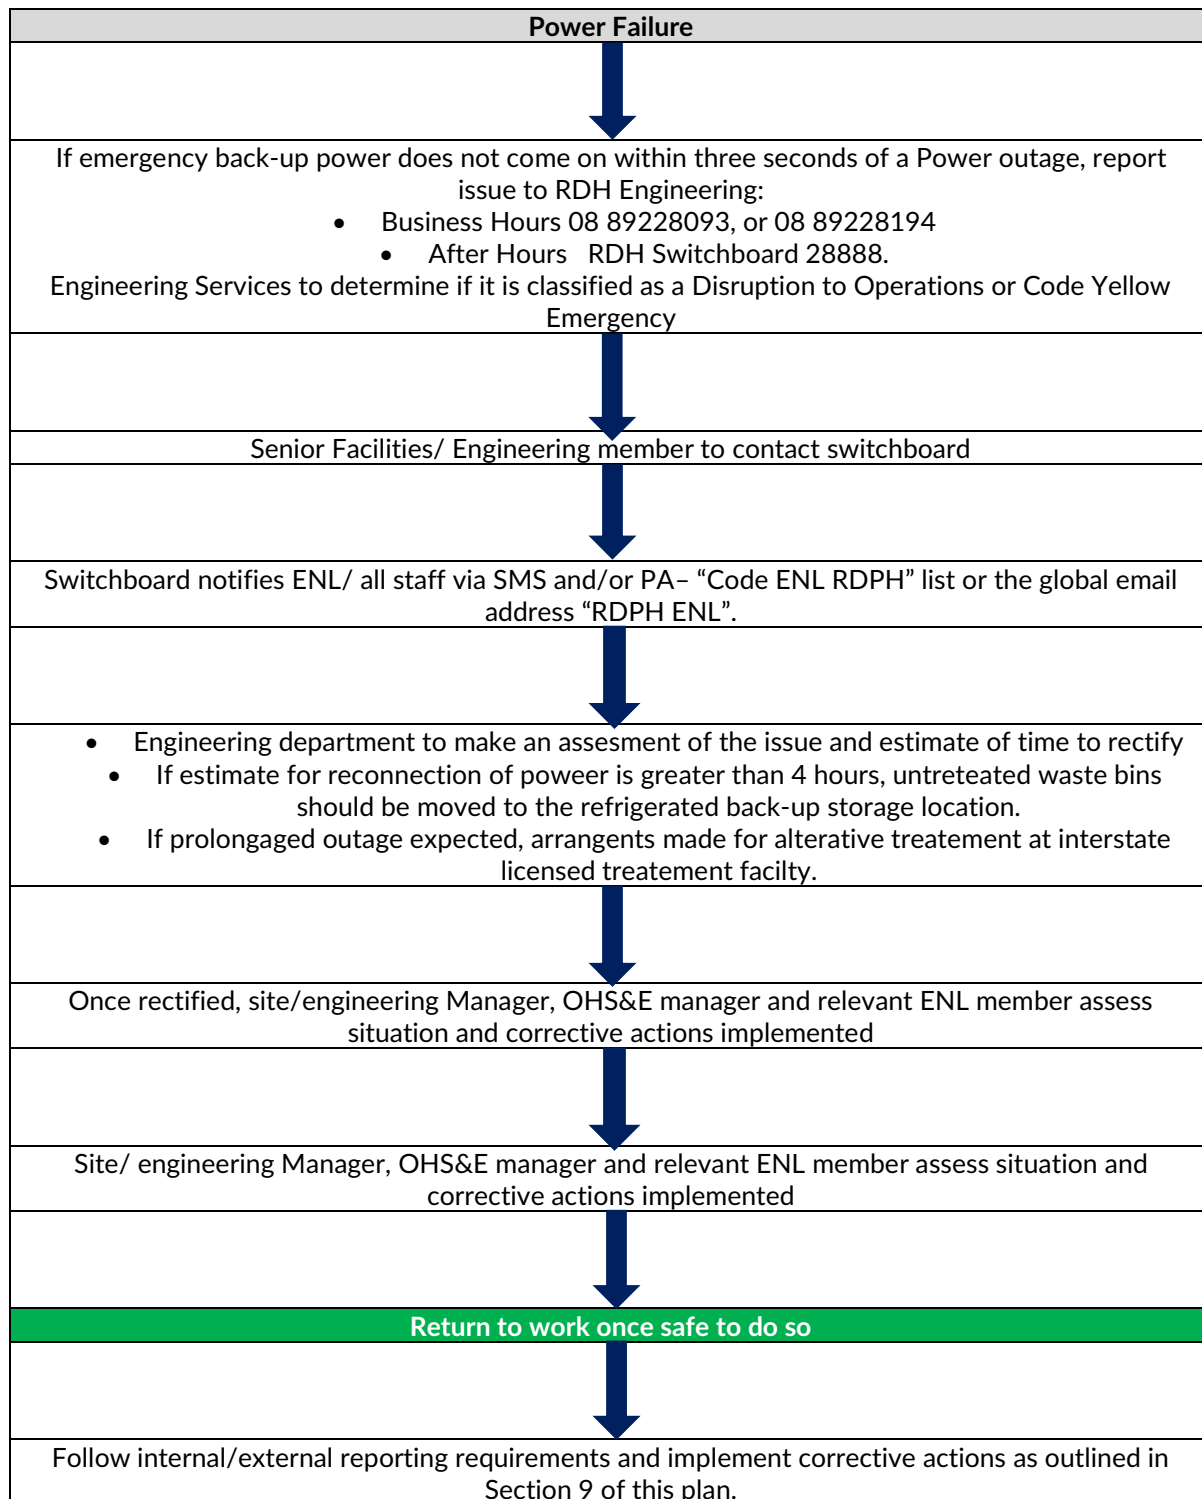 Power Failure
If emergency back-up power does not come on within three seconds of a Power outage, report
issue to RDH Engineering:
• Business Hours 08 89228093, or 08 89228194
• After Hours   RDH Switchboard 28888.
Engineering Services to determine if it is classified as a Disruption to Operations or Code Yellow
Emergency
Senior Facilities/ Engineering member to contact switchboard
Switchboard notifies ENL/ all staff via SMS and/or PA– “Code ENL RDPH” list or the global email
address “RDPH ENL”.
• Engineering department to make an assesment of the issue and estimate of time to rectify
• If estimate for reconnection of poweer is greater than 4 hours, untreteated waste bins
should be moved to the refrigerated back-up storage location.
• If prolongaged outage expected, arrangents made for alterative treatement at interstate
licensed treatement facilty.
Once rectified, site/engineering Manager, OHS&E manager and relevant ENL member assess
situation and corrective actions implemented
Site/ engineering Manager, OHS&E manager and relevant ENL member assess situation and
corrective actions implemented
Return to work once safe to do so
Follow internal/external reporting requirements and implement corrective actions as outlined in
Section 9 of this plan.